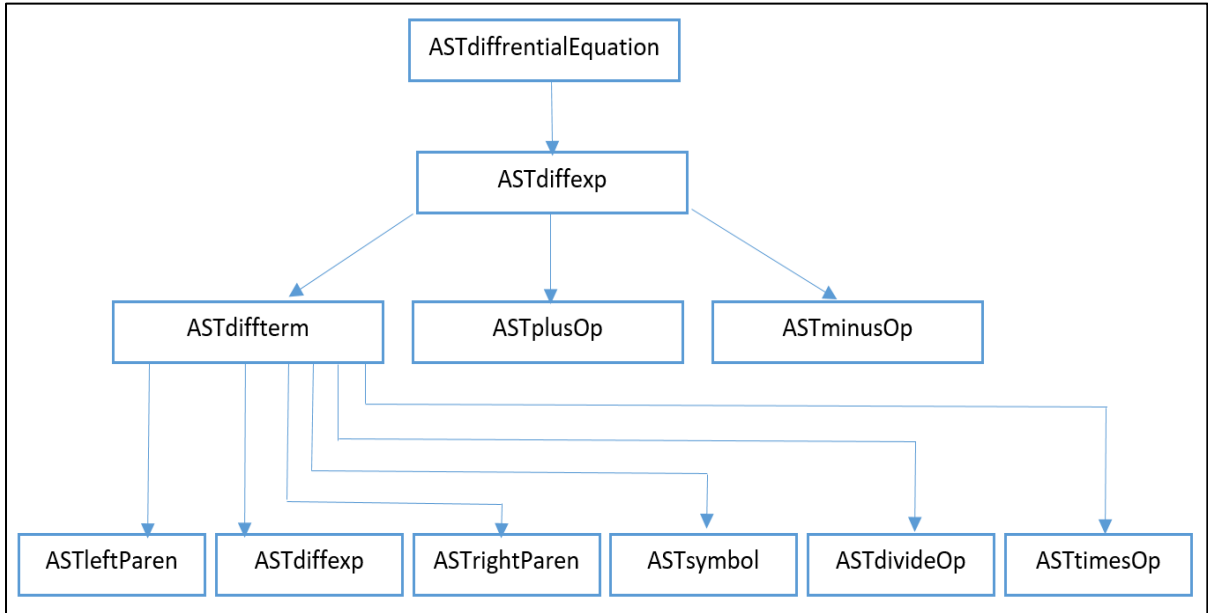 ASTdiffrentialEquation
ASTdiffexp
ASTdiffterm
ASTplusOp
ASTminusOp
ASTleftParen
ASTdiffexp
ASTrightParen
ASTsymbol
ASTdivideOp
ASTtimesOp